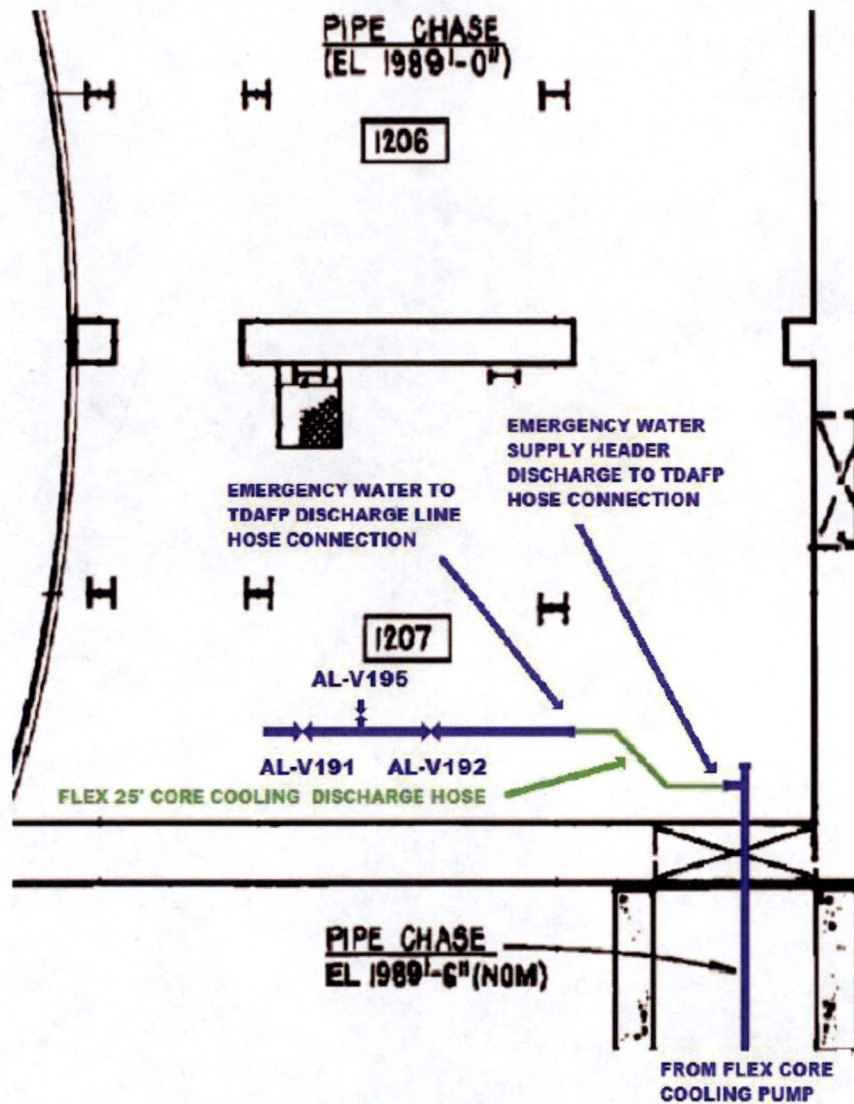 PIPE CHASE
(EL 1989'-0")
1206
EMERGENCY WATER
SUPPLY HEADER
DISCHARGE TO TDAFP
HOSE CONNECTION
EMERGENCY WATER TO
TDAFP DISCHARGE LINE
HOSE CONNECTION
1207
AL-V195
AL-V191
AL-V192
FLEX 25' CORE COOLING DISCHARGE HOSE
PIPE CHASE
EL 1989'-6"(NOM)
FROM FLEX CORE
COOLING PUMP